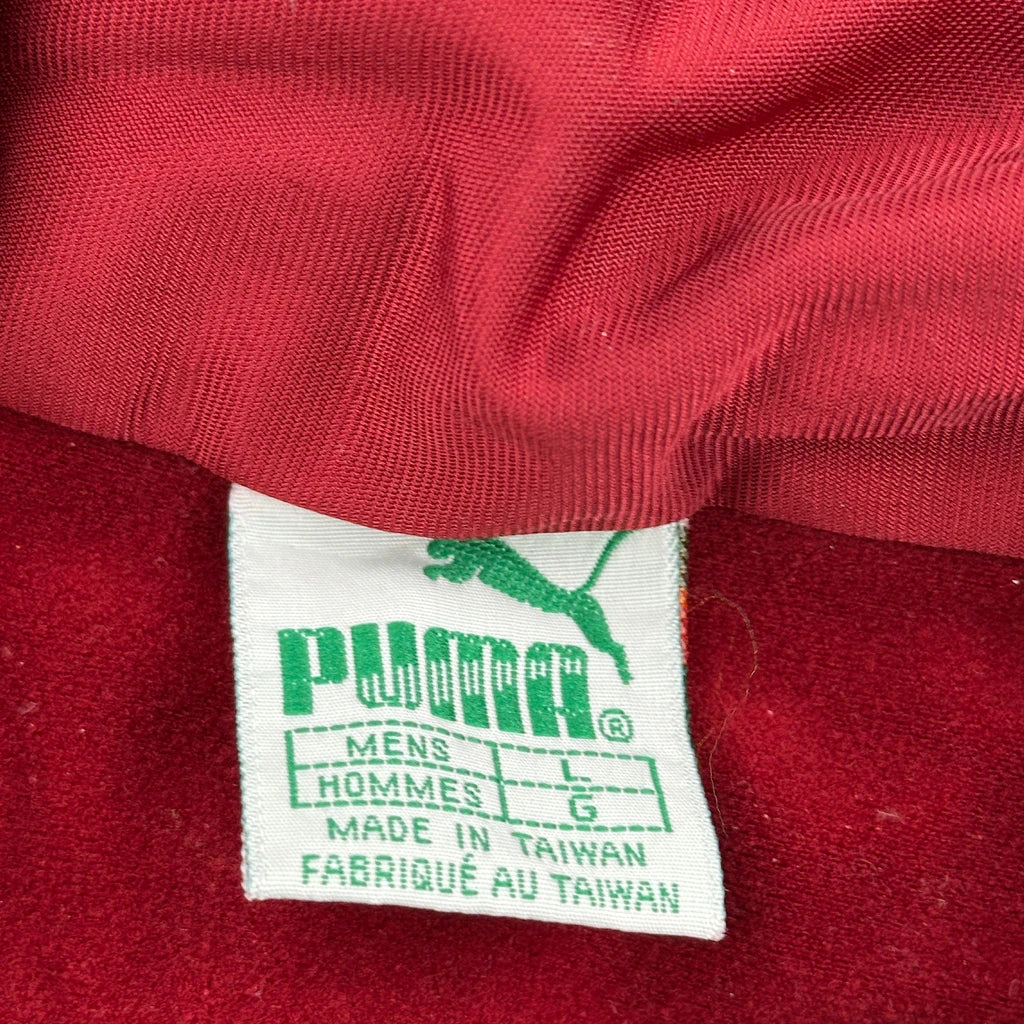 PUMA®
MENS L
HOMMES G
MADE IN TAIWAN
FABRIQUÉ AU TAIWAN